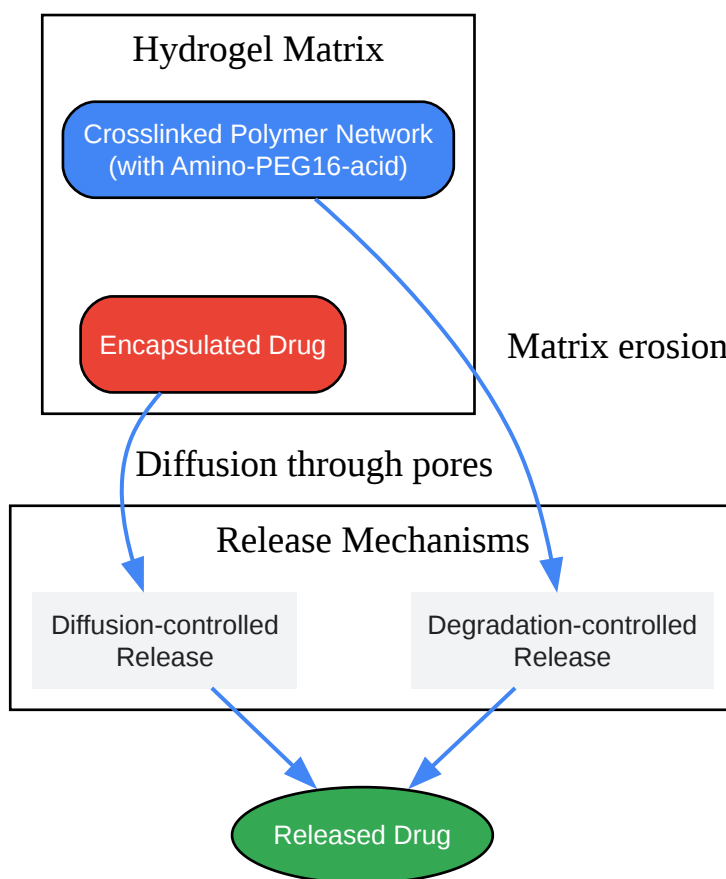 Hydrogel Matrix
Crosslinked Polymer Network
(with Amino-PEG16-acid)
Encapsulated Drug
Matrix erosion
Diffusion through pores
Release Mechanisms
Diffusion-controlled
Release
Degradation-controlled
Release
Released Drug